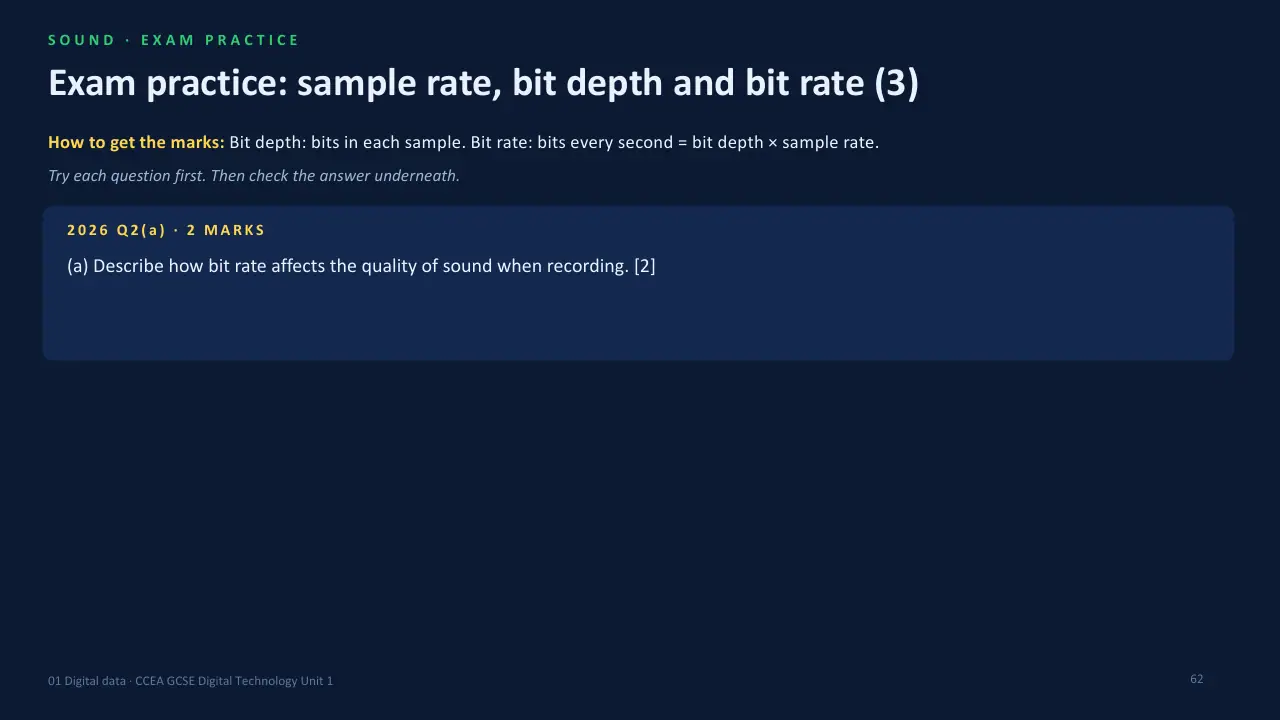 SOUND · EXAM PRACTICE
Exam practice: sample rate, bit depth and bit rate (3)
How to get the marks: Bit depth: bits in each sample. Bit rate: bits every second = bit depth × sample rate.
Try each question first. Then check the answer underneath.
2026 Q2(a) · 2 MARKS
(a) Describe how bit rate affects the quality of sound when recording. [2]
01 Digital data · CCEA GCSE Digital Technology Unit 1
62